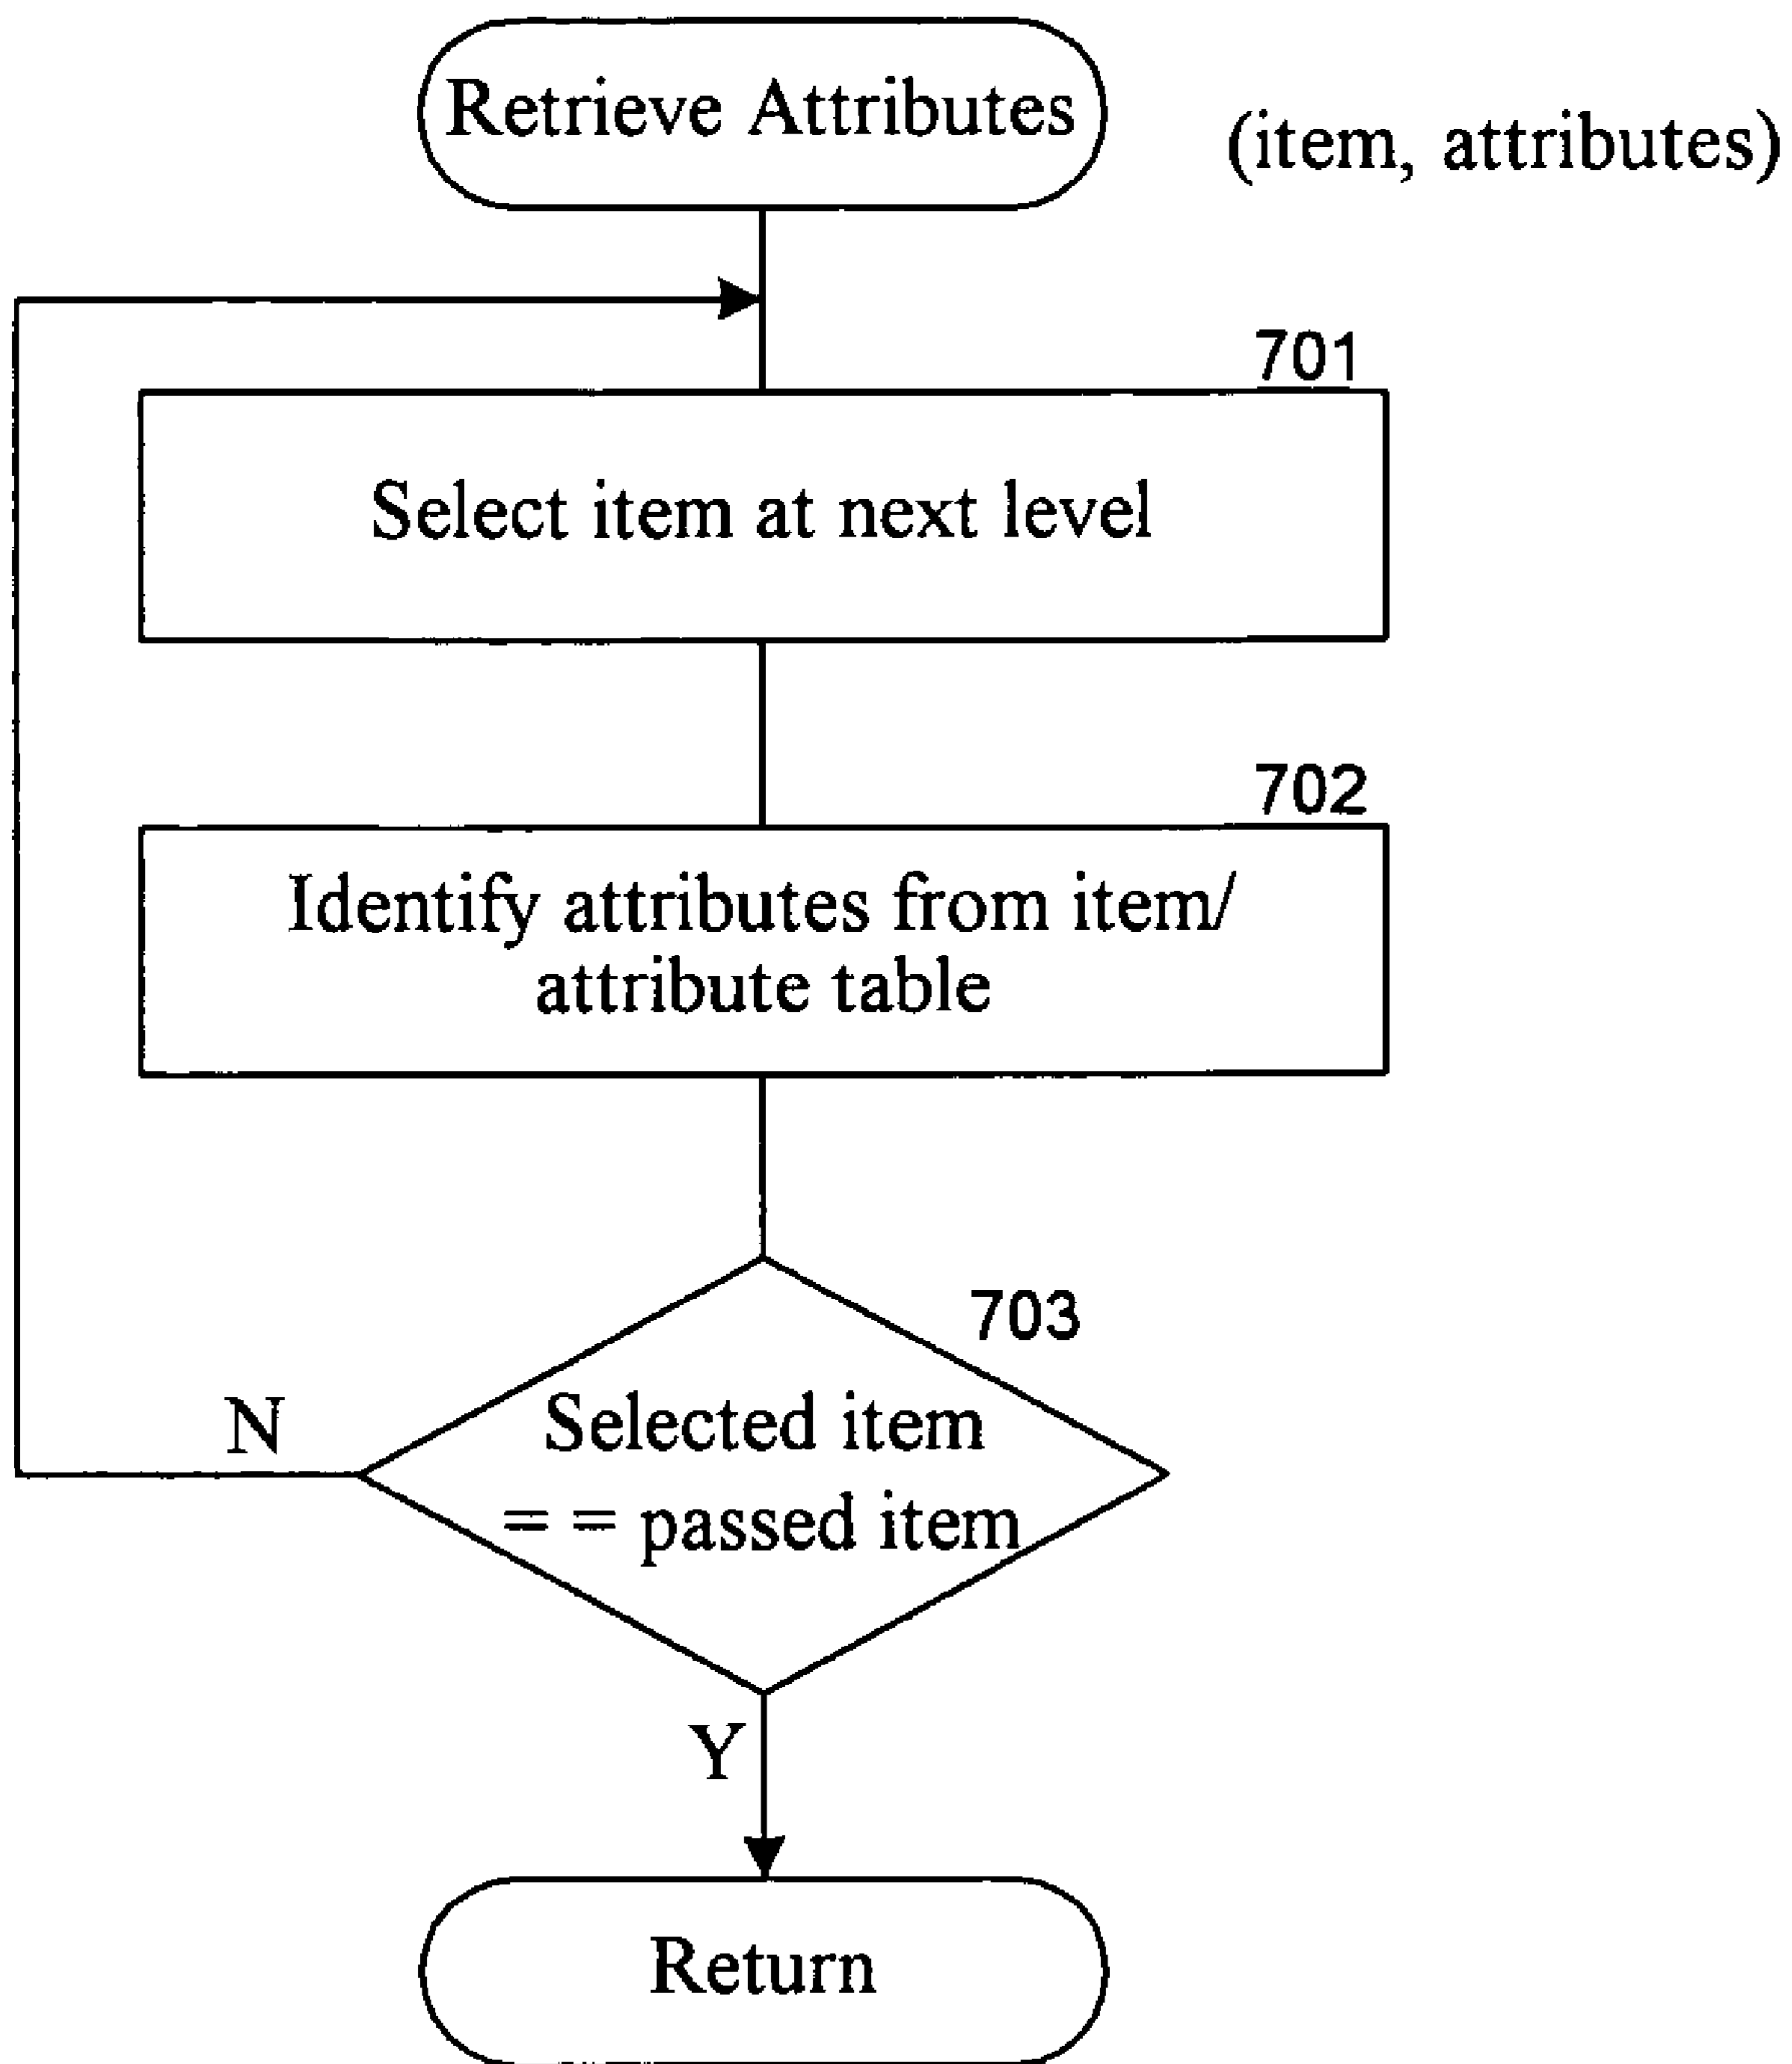 Retrieve Attributes
(item, attributes)
701
Select item at next level
702
Identify attributes from item/
attribute table
703
N
Selected item
= = passed item
Y
Return